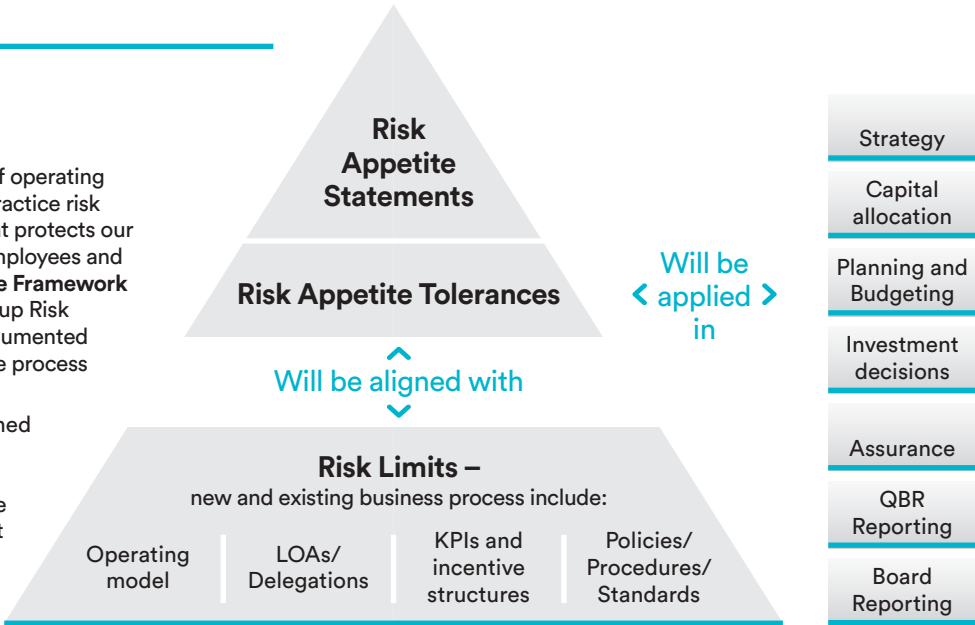 f operating
ractice risk
t protects our
mployees and
e Framework
up Risk
umented
e process
ned
e
t
Risk
Appetite
Statements
Risk Appetite Tolerances
Will be
applied
in
Will be aligned with
Risk Limits –
new and existing business process include:
Operating
model
LOAs/
Delegations
KPIs and
incentive
structures
Policies/
Procedures/
Standards
Strategy
Capital
allocation
Planning and
Budgeting
Investment
decisions
Assurance
QBR
Reporting
Board
Reporting